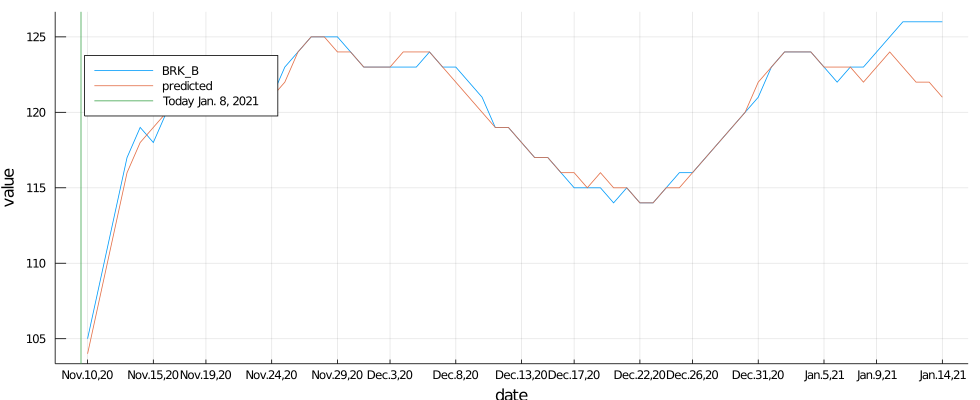 125
120
115
110
105
value
BRK_B
predicted
Today Jan. 8, 2021
Nov.10,20 Nov.15,20 Nov.19,20 Nov.24,20 Nov.29,20 Dec.3,20 Dec.8,20 Dec.13,20 Dec.17,20 Dec.22,20 Dec.26,20 Dec.31,20 Jan.5,21 Jan.9,21 Jan.14,21
date